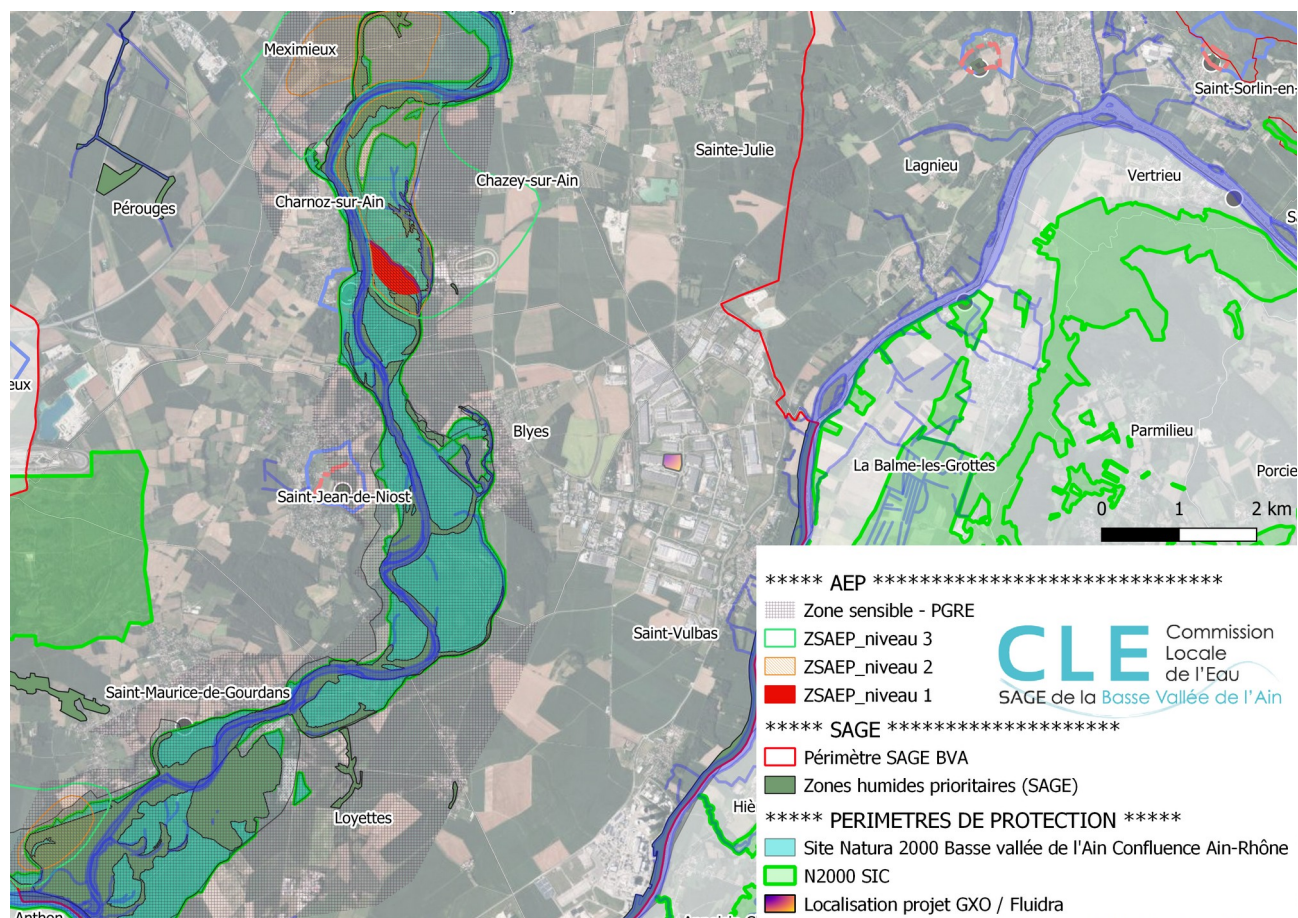 Meximieux
Saint-Sorlin-en-
Sainte-Julie
Lagnieu
Vertrieu
Chazey-sur-Ain
Pérouges
Charnoz-sur-Ain
eux
Blyes
Parmilieu
La Balme-les-Grottes
Porcie
Saint-Jean-de-Niost
0 1 2 km
Saint-Vulbas
Saint-Maurice-de-Gourdans
Loyettes
Hiè
***** AEP *****************************
Zone sensible - PGRE
ZSAEP_niveau 3
ZSAEP_niveau 2
ZSAEP_niveau 1
CLE
Commission
Locale
de l'Eau
SAGE de la Basse Vallée de l'Ain
***** SAGE *******************
Périmètre SAGE BVA
Zones humides prioritaires (SAGE)
***** PERIMETRES DE PROTECTION *****
Site Natura 2000 Basse vallée de l'Ain Confluence Ain-Rhône
N2000 SIC
Localisation projet GXO / Fluidra